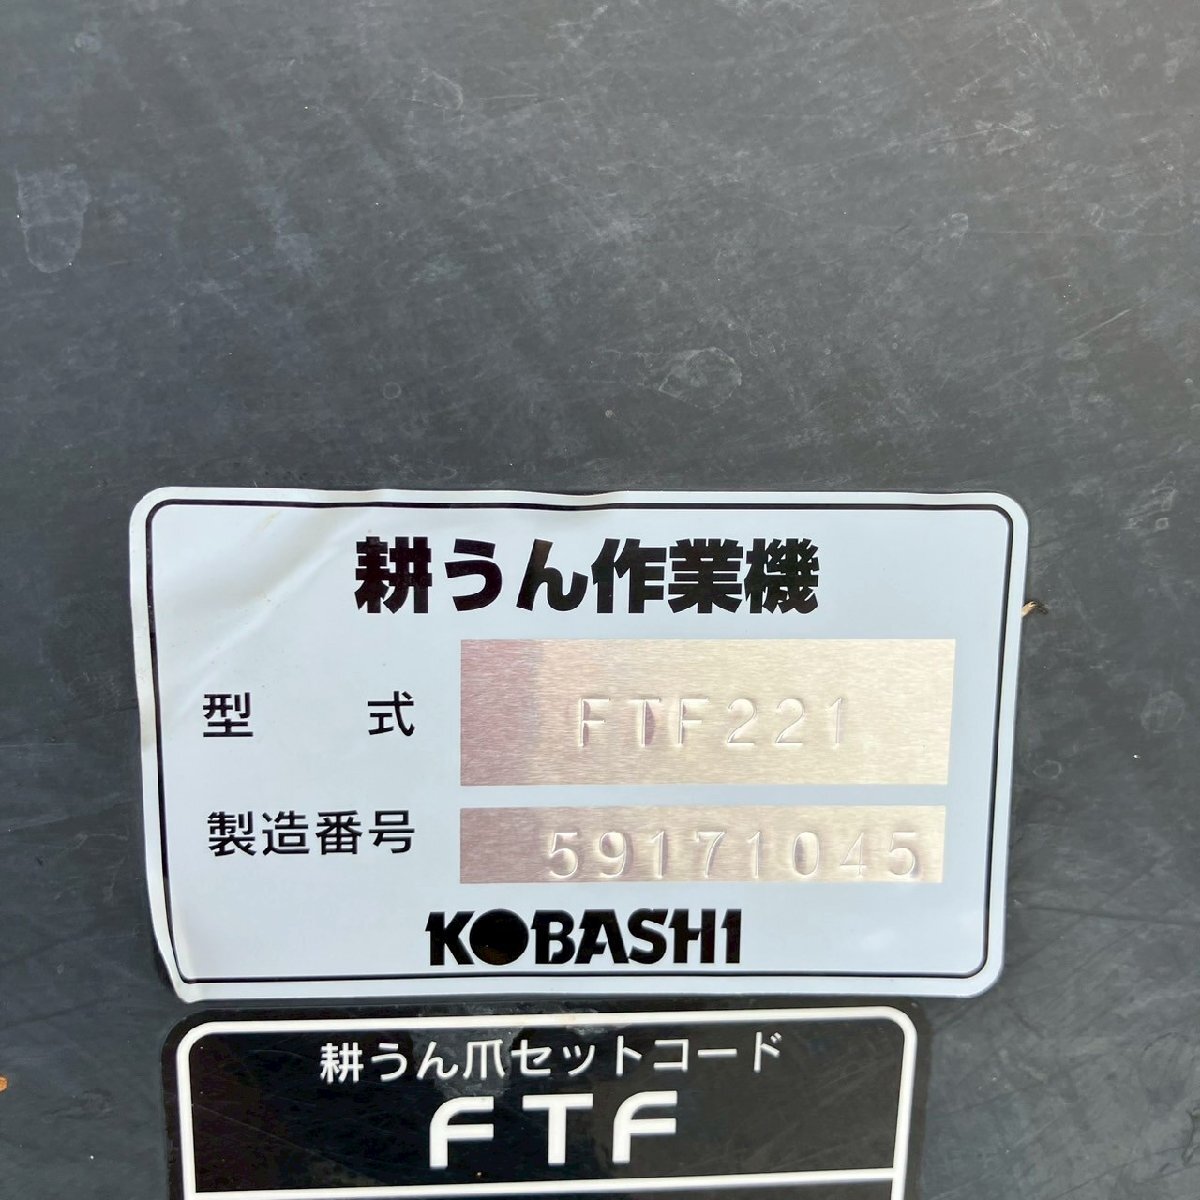 耕うん作業機
型 式 FTF221
製造番号 59171045
KOBASHI
耕うん爪セットコード
FTF